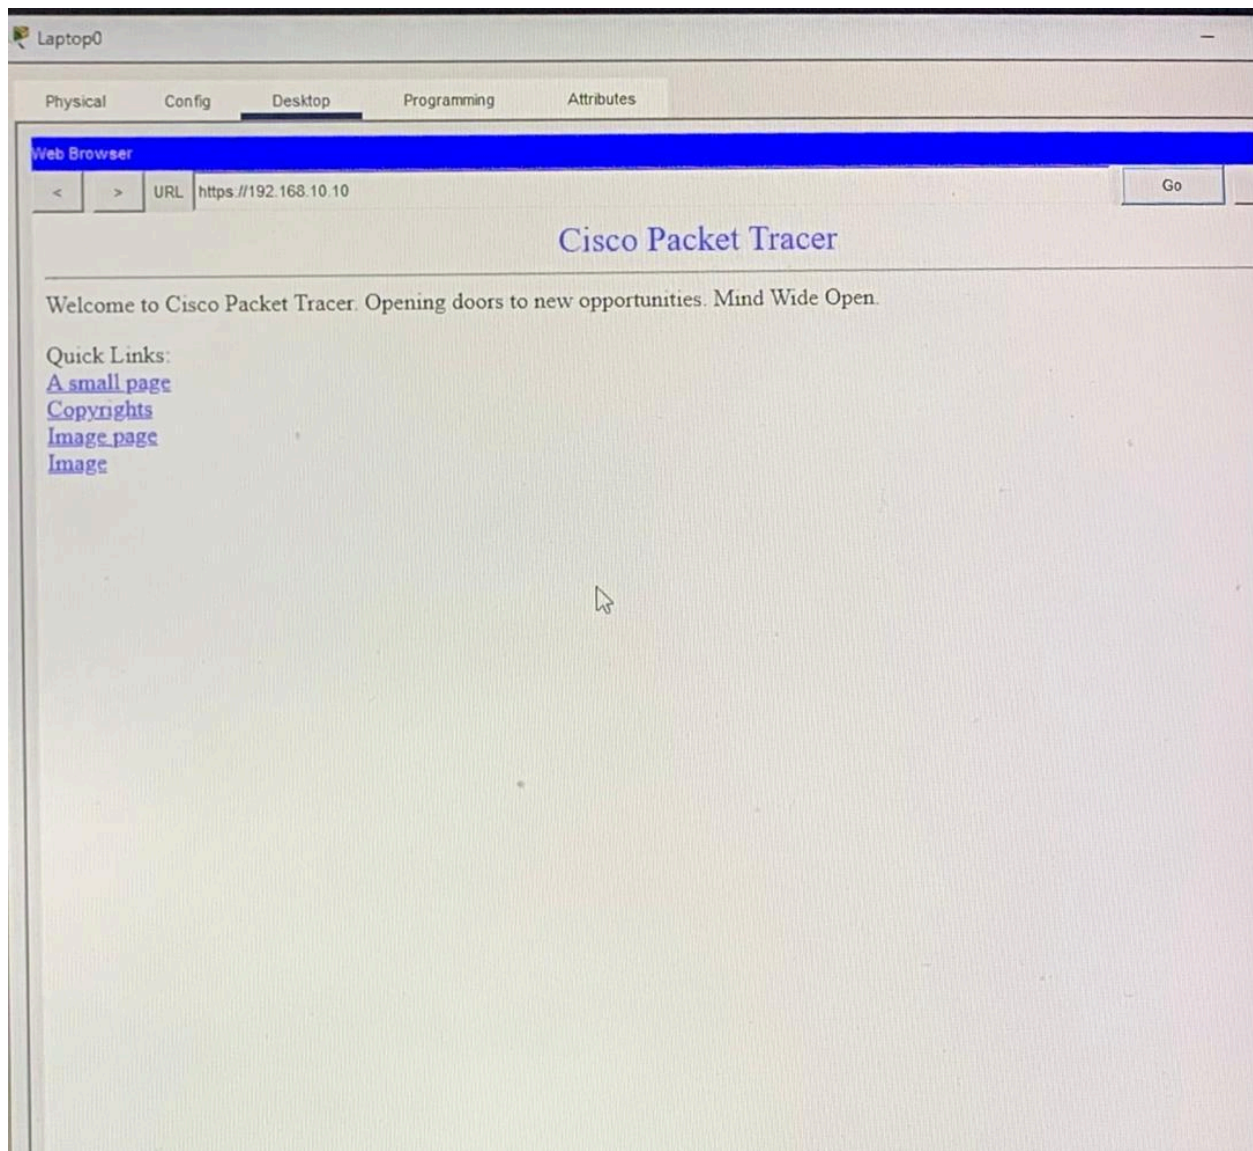 Laptop0
Physical Config Desktop Programming Attributes
Web Browser
< > URL https://192.168.10.10 Go
Cisco Packet Tracer
Welcome to Cisco Packet Tracer. Opening doors to new opportunities. Mind Wide Open.
Quick Links:
A small page
Copyrights
Image page
Image